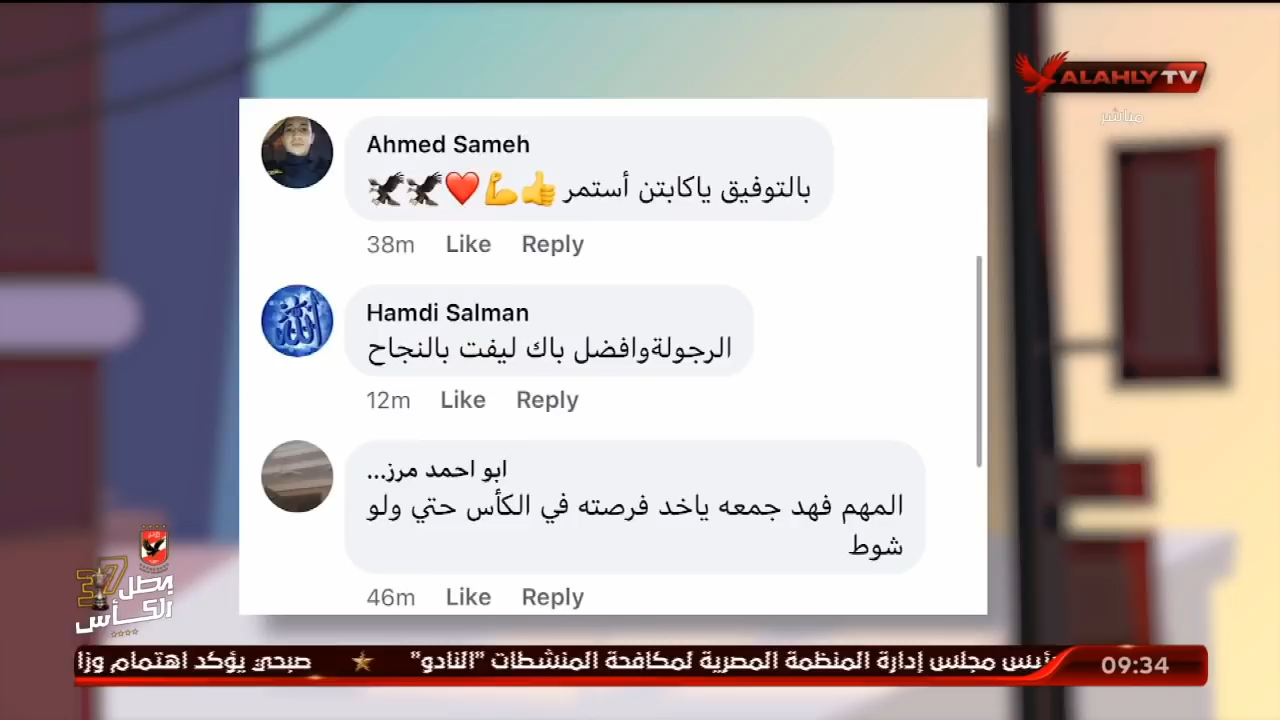 ALAHLY TV
مباشر
Ahmed Sameh
بالتوفيق ياكابتن أستمر👍💪❤️🦅🦅
38m Like Reply
Hamdi Salman
الرجولةوافضل باك ليفت بالنجاح
12m Like Reply
ابو احمد مرز...
المهم فهد جمعه ياخد فرصته في الكأس حتي ولو
شوط
46m Like Reply
بطل 37
الكأس
مجلس إدارة المنظمة المصرية لمكافحة المنشطات "النادو" ★ صبحي يؤكد اهتمام وزا
09:34